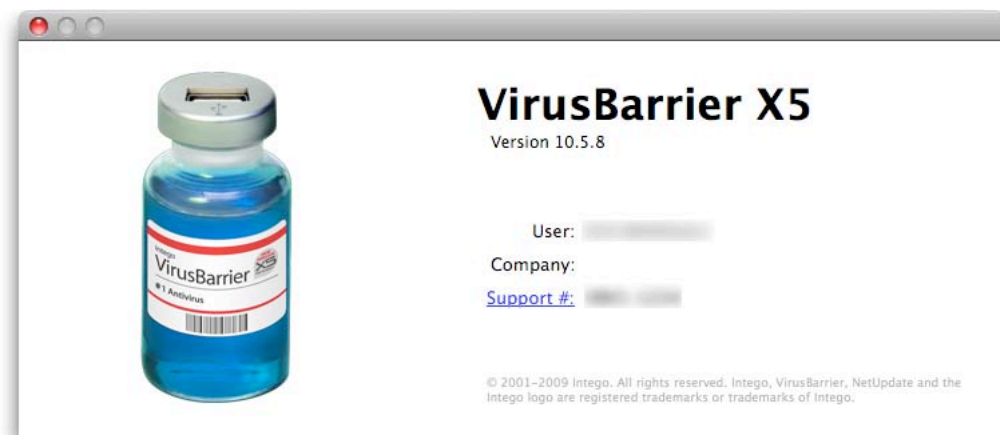 VirusBarrier X5
Version 10.5.8
User:
Company:
Support #:
intego
VirusBarrier X5
#1 Antivirus
© 2001–2009 Intego. All rights reserved. Intego, VirusBarrier, NetUpdate and the
Intego logo are registered trademarks or trademarks of Intego.